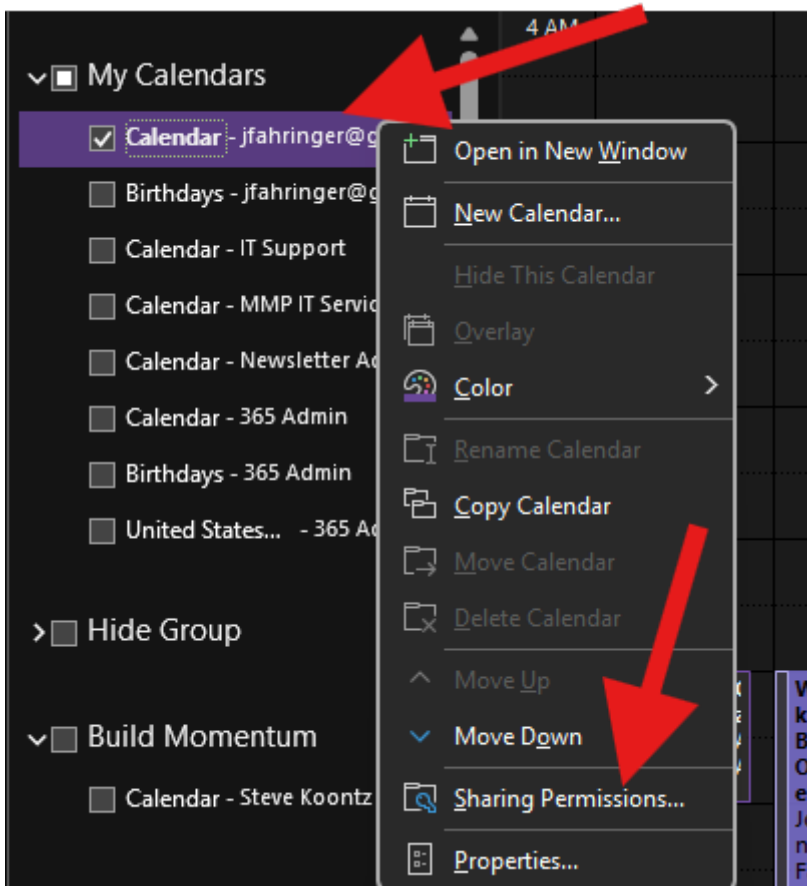 4 AM
My Calendars
Calendar - jfahringer@g
Birthdays - jfahringer@g
Calendar - IT Support
Calendar - MMP IT Servic
Calendar - Newsletter Ad
Calendar - 365 Admin
Birthdays - 365 Admin
United States... - 365 Ad
Hide Group
Build Momentum
Calendar - Steve Koontz
Open in New Window
New Calendar...
Hide This Calendar
Overlay
Color
Rename Calendar
Copy Calendar
Move Calendar
Delete Calendar
Move Up
Move Down
Sharing Permissions...
Properties...